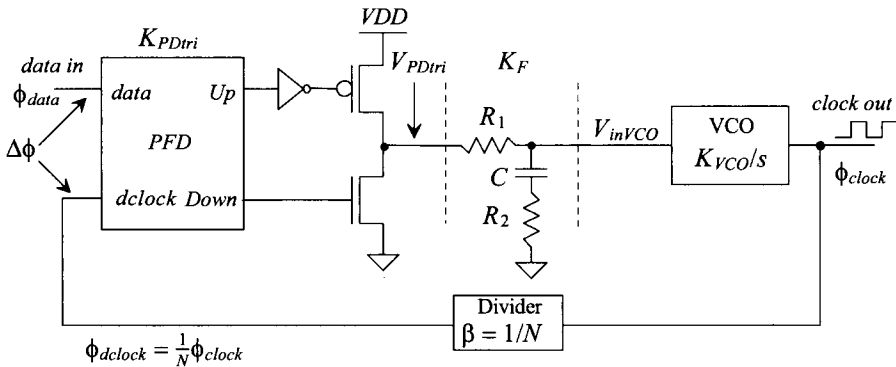 VDD
K_PDtri
data in
V_PDtri
K_F
ϕ_data
data
Up
R_1
V_inVCO
VCO
K_VCO/s
clock out
Δϕ
PFD
C
ϕ_clock
dclock Down
R_2
Divider
β = 1/N
ϕ_dclock = 1/N ϕ_clock